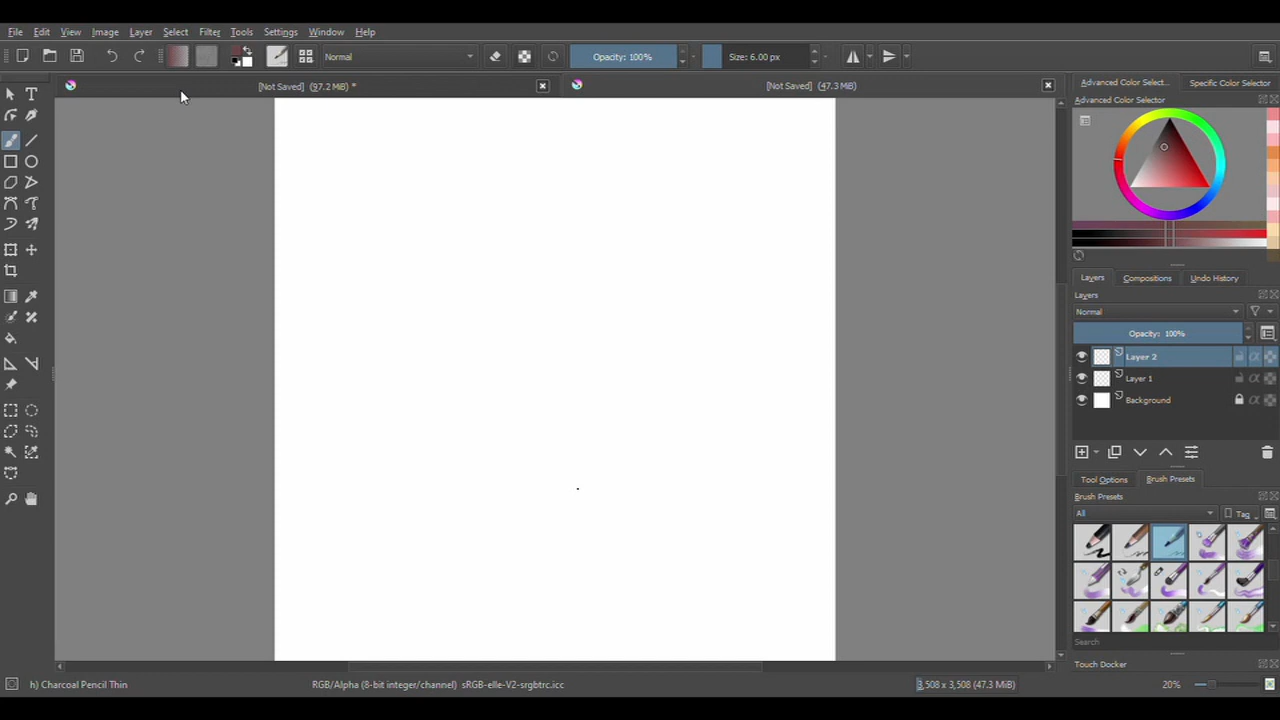 File Edit View Image Layer Select Filter Tools Settings Window Help
Normal Opacity: 100% Size: 6.00 px
[Not Saved] (97.2 MiB) * [Not Saved] (47.3 MiB)
Advanced Color Select... Specific Color Selector
Advanced Color Selector
Layers Compositions Undo History
Layers
Normal
Opacity: 100%
Layer 2
Layer 1
Background
Tool Options Brush Presets
Brush Presets
All Tag
Search
Touch Docker
h) Charcoal Pencil Thin RGB/Alpha (8-bit integer/channel) sRGB-elle-V2-srgbtrc.icc 3,508 x 3,508 (47.3 MiB) 20%